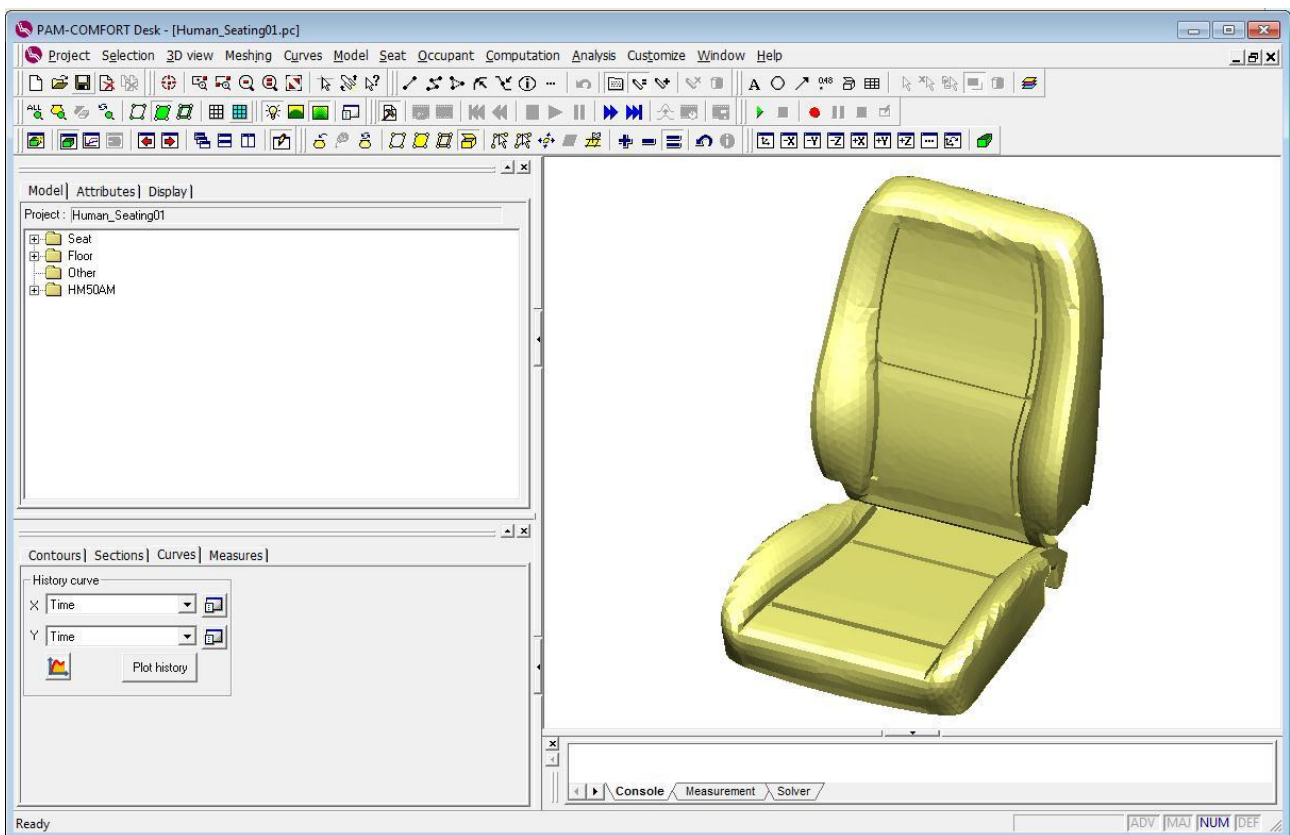 PAM-COMFORT Desk - [Human_Seating01.pc]
Project Selection 3D view Meshing Curves Model Seat Occupant Computation Analysis Customize Window Help
ALL
-X -Y -Z +X +Y +Z
Model Attributes Display
Project : Human_Seating01
Seat
Floor
Other
HM50AM
Contours Sections Curves Measures
History curve
X Time
Y Time
Plot history
Console Measurement Solver
Ready
ADV MAJ NUM DEF